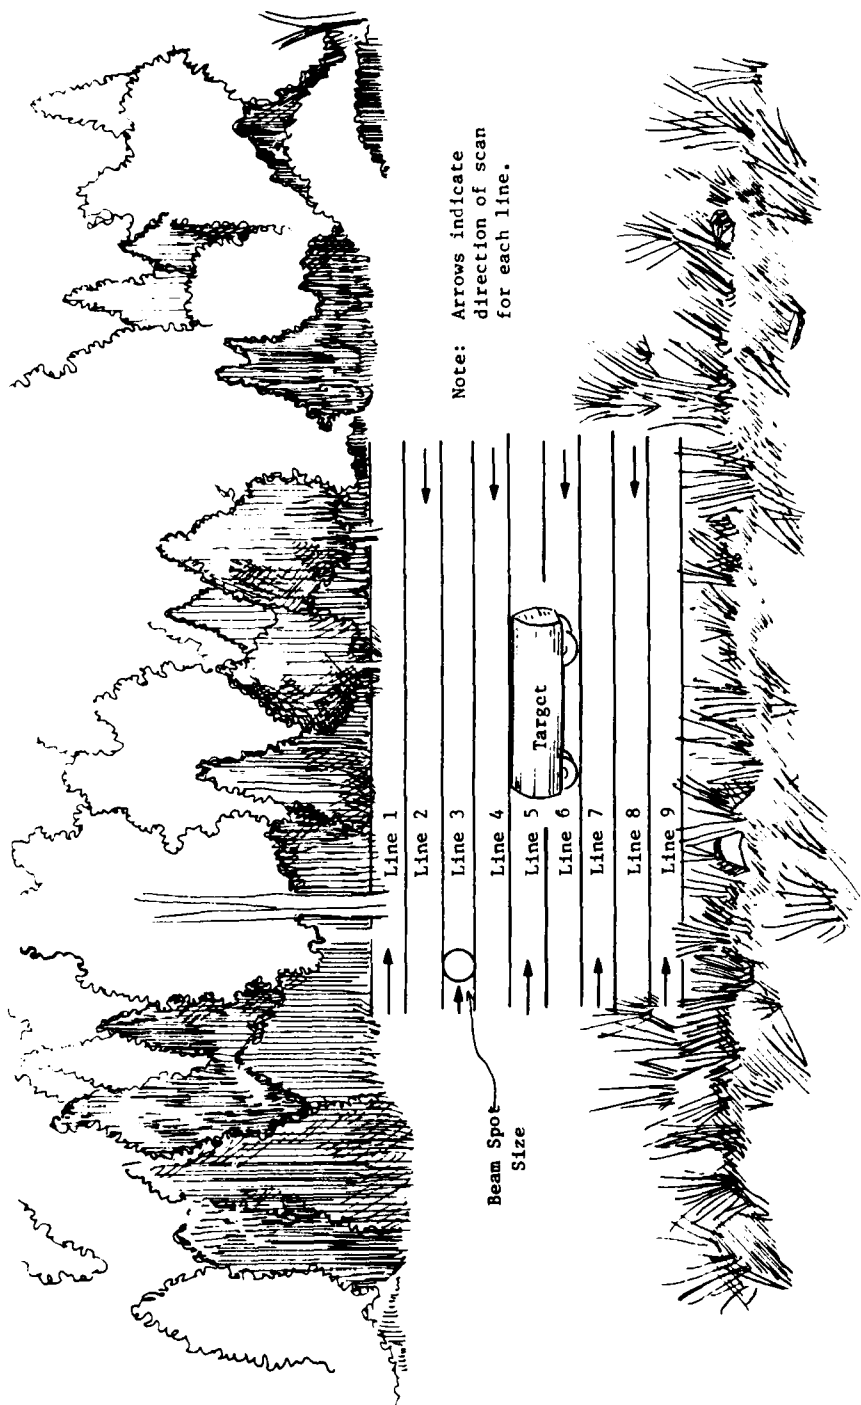 Note: Arrows indicate
direction of scan
for each line.
Line 1
Line 2
Line 3
Line 4
Line 5
Line 6
Line 7
Line 8
Line 9
Target
Beam Spot
Size